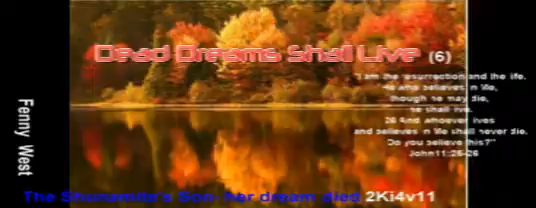 Dead Dreams Shall Live (6)
"I am the resurrection and the life.
He who believes in Me,
though he may die,
he shall live.
26 And whoever lives
and believes in Me shall never die.
Do you believe this?"
John11:25-26
Fenny West
The Shunamite's Son- her dream died 2Ki4v11